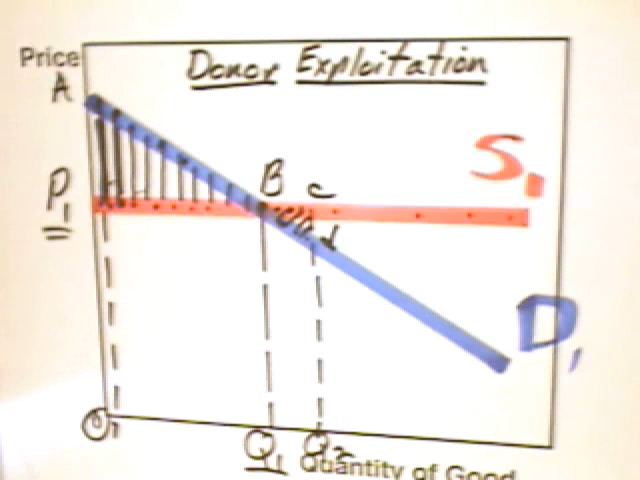 Price
Donor Exploitation
A
S1
P1
B c
d
D1
O
Q1 Q2
Quantity of Good